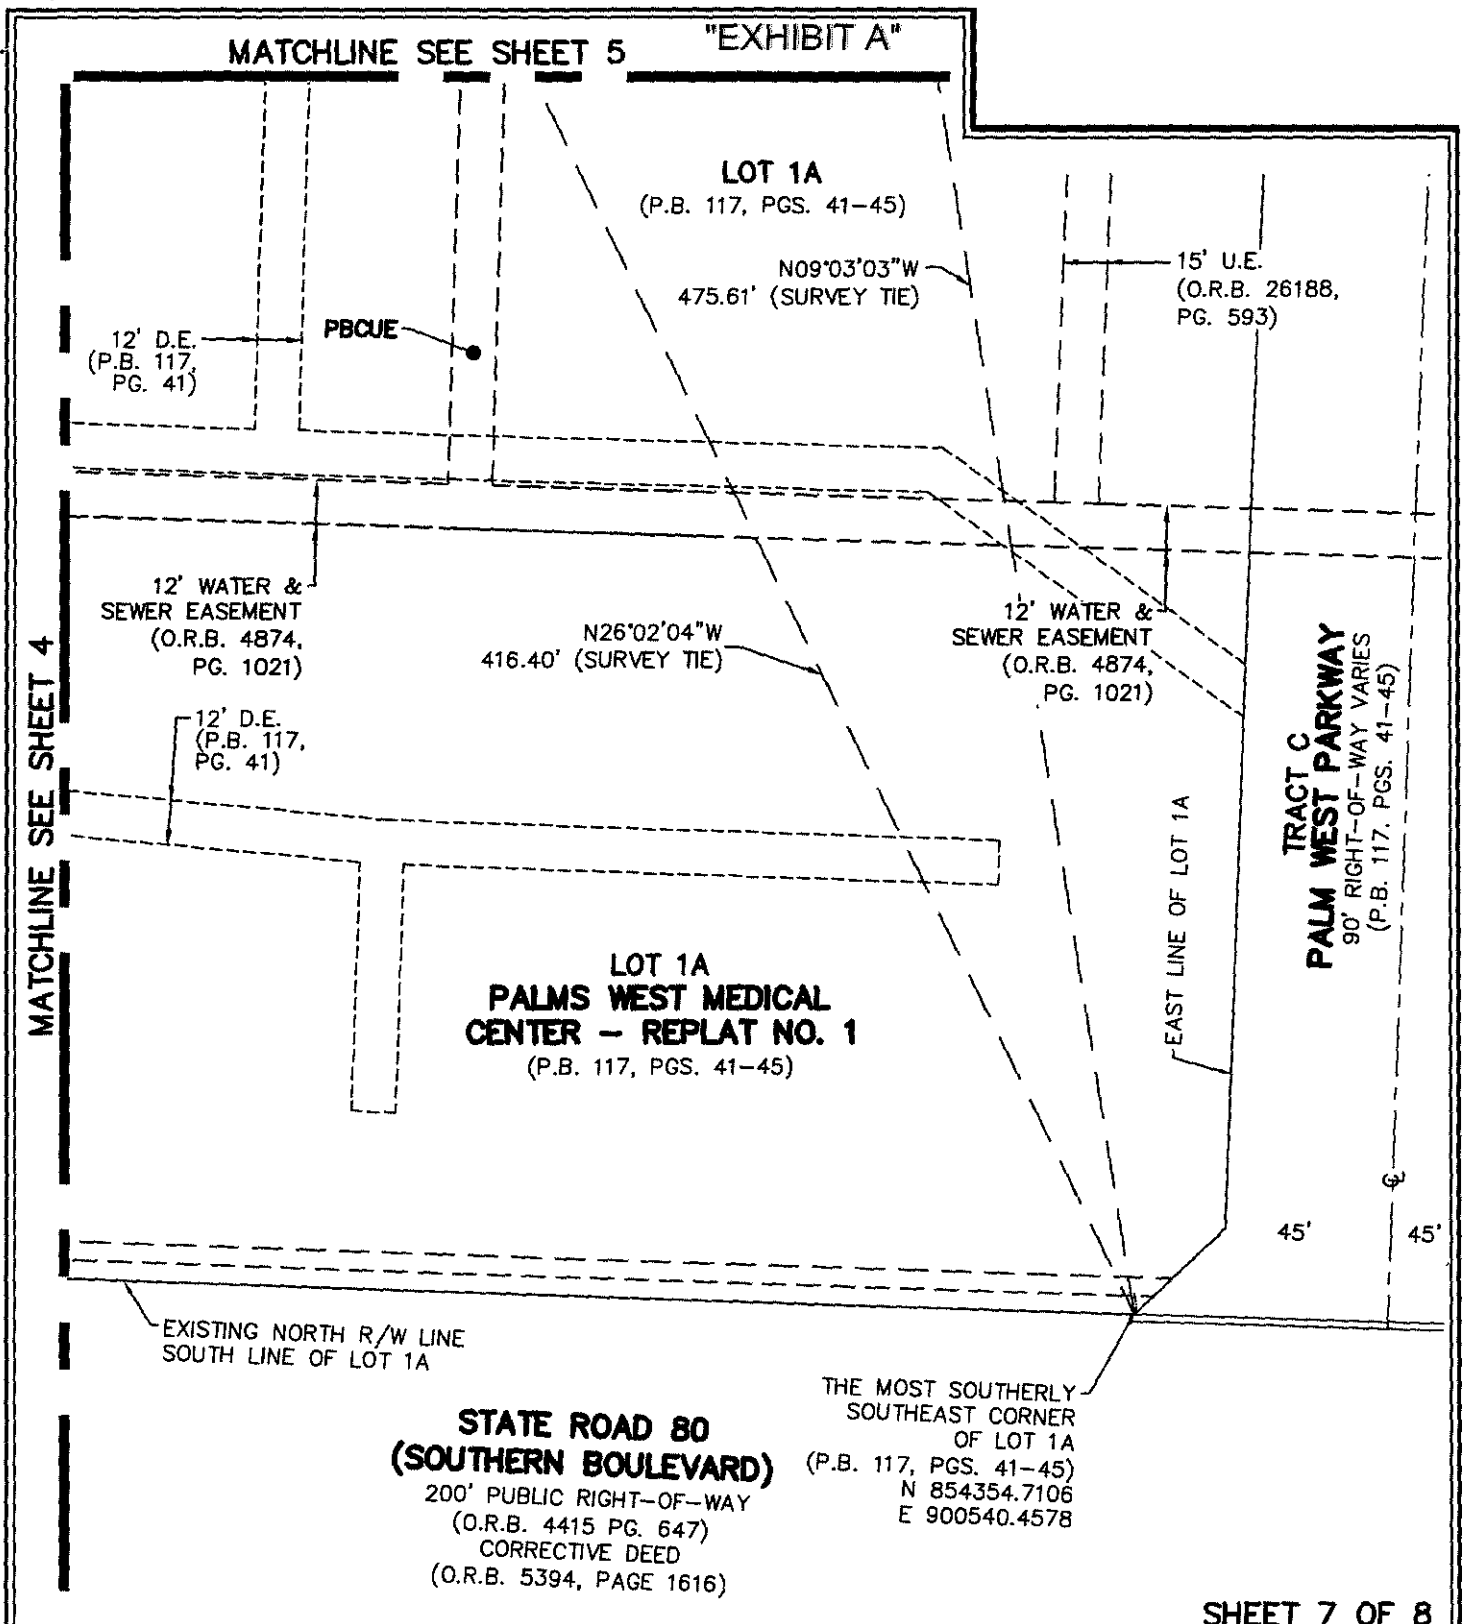 "EXHIBIT A"
MATCHLINE SEE SHEET 5
LOT 1A
(P.B. 117, PGS. 41-45)
N09°03'03"W
475.61' (SURVEY TIE)
15' U.E.
(O.R.B. 26188,
PG. 593)
12' D.E.
(P.B. 117,
PG. 41)
PBCUE
12' WATER &
SEWER EASEMENT
(O.R.B. 4874,
PG. 1021)
N26°02'04"W
416.40' (SURVEY TIE)
12' WATER &
SEWER EASEMENT
(O.R.B. 4874,
PG. 1021)
MATCHLINE SEE SHEET 4
12' D.E.
(P.B. 117,
PG. 41)
TRACT C
PALM WEST PARKWAY
90' RIGHT-OF-WAY VARIES
(P.B. 117. PGS. 41-45)
EAST LINE OF LOT 1A
LOT 1A
PALMS WEST MEDICAL
CENTER - REPLAT NO. 1
(P.B. 117, PGS. 41-45)
℄
45'
45'
EXISTING NORTH R/W LINE
SOUTH LINE OF LOT 1A
THE MOST SOUTHERLY
SOUTHEAST CORNER
OF LOT 1A
(P.B. 117, PGS. 41-45)
N 854354.7106
E 900540.4578
STATE ROAD 80
(SOUTHERN BOULEVARD)
200' PUBLIC RIGHT-OF-WAY
(O.R.B. 4415 PG. 647)
CORRECTIVE DEED
(O.R.B. 5394, PAGE 1616)
SHEET 7 OF 8